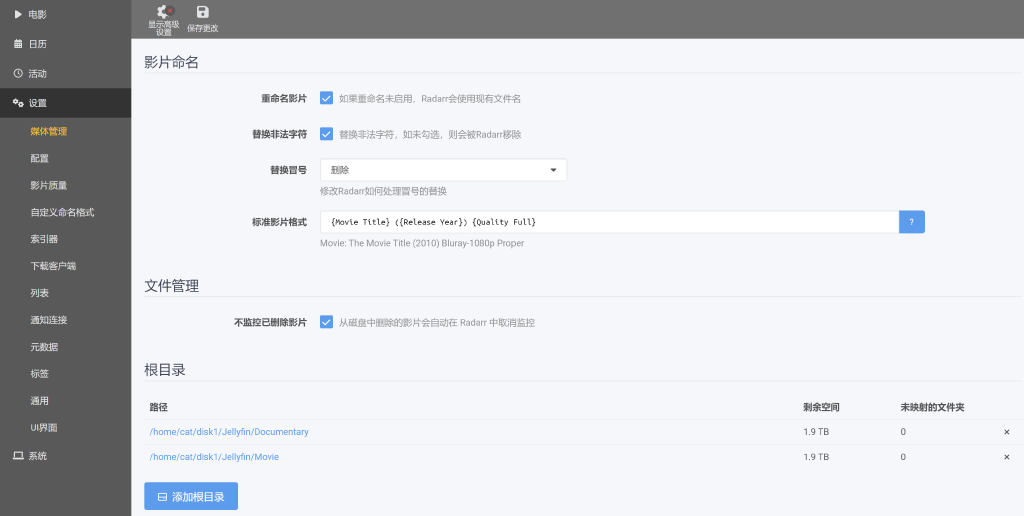 电影
日历
活动
设置
媒体管理
配置
影片质量
自定义命名格式
索引器
下载客户端
列表
通知连接
元数据
标签
通用
UI界面
系统
显示高级
设置
保存更改
影片命名
重命名影片
如果重命名未启用，Radarr会使用现有文件名
替换非法字符
替换非法字符，如未勾选，则会被Radarr移除
替换冒号
删除
修改Radarr如何处理冒号的替换
标准影片格式
{Movie Title} ({Release Year}) {Quality Full}
?
Movie: The Movie Title (2010) Bluray-1080p Proper
文件管理
不监控已删除影片
从磁盘中删除的影片会自动在 Radarr 中取消监控
根目录
路径 剩余空间 未映射的文件夹
/home/cat/disk1/Jellyfin/Documentary 1.9 TB 0
/home/cat/disk1/Jellyfin/Movie 1.9 TB 0
添加根目录